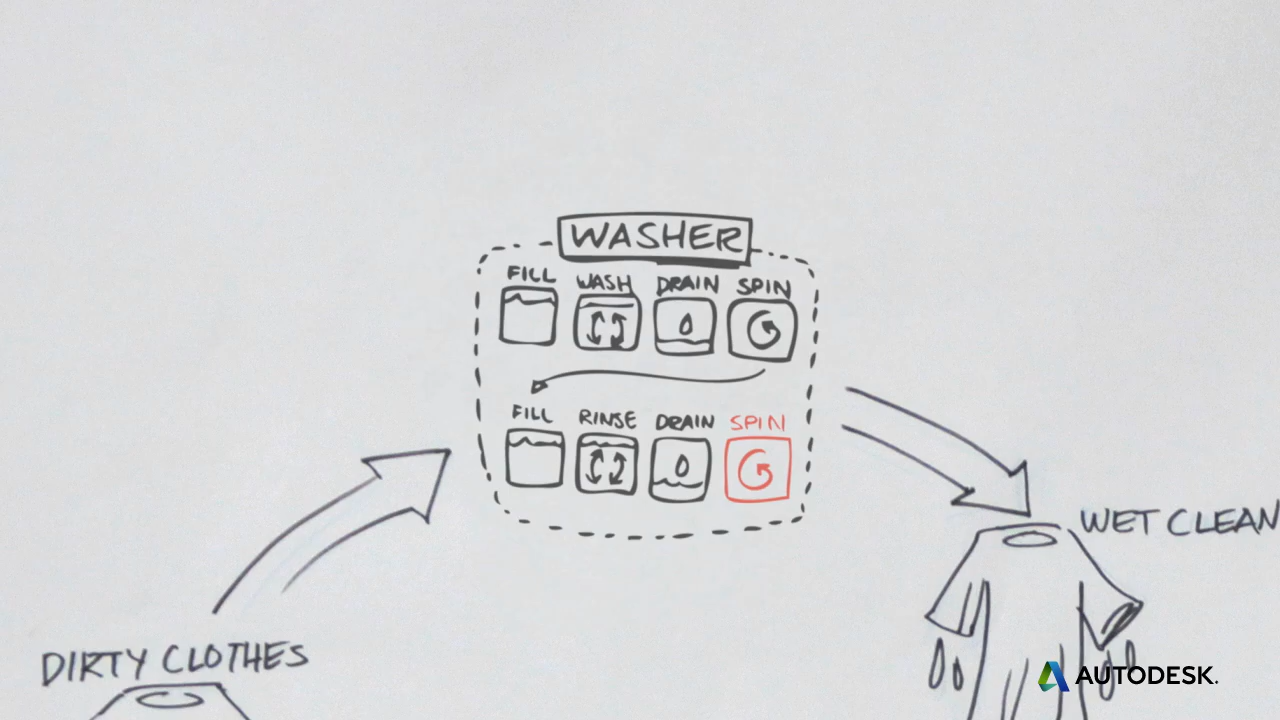 WASHER
FILL WASH DRAIN SPIN
FILL RINSE DRAIN SPIN
WET CLEAN
DIRTY CLOTHES
AUTODESK.